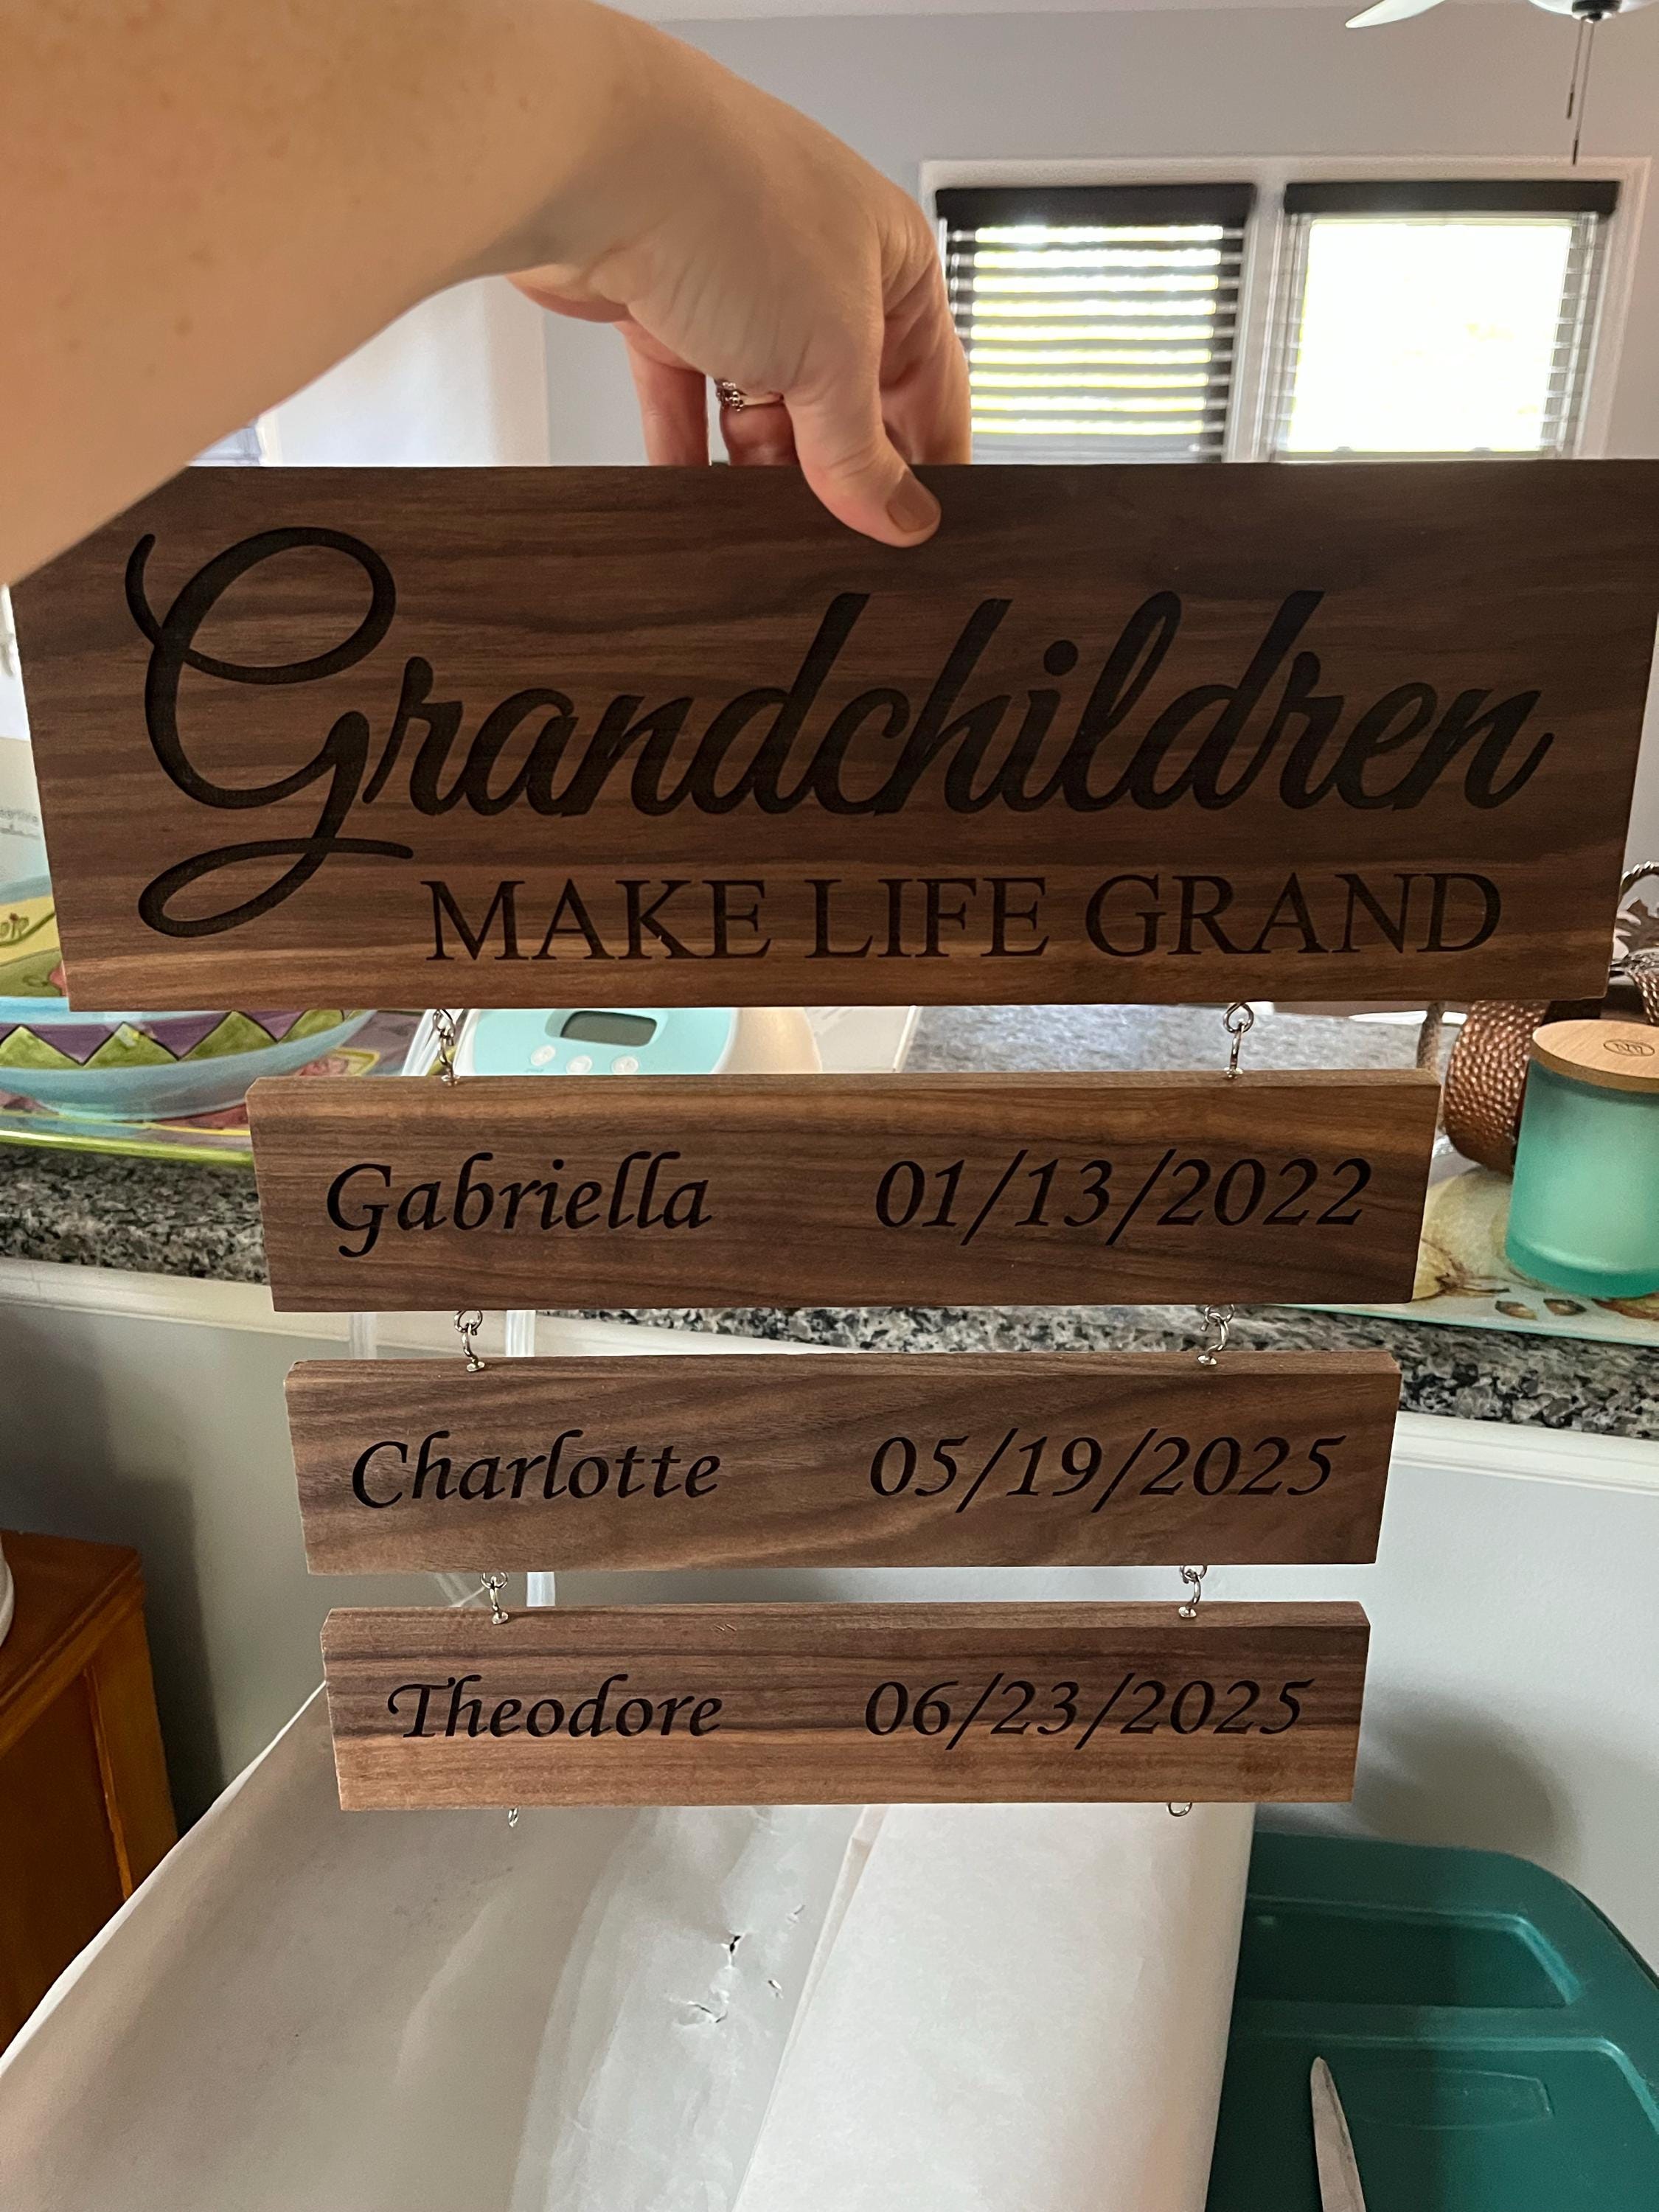 Grandchildren
MAKE LIFE GRAND
Gabriella 01/13/2022
Charlotte 05/19/2025
Theodore 06/23/2025